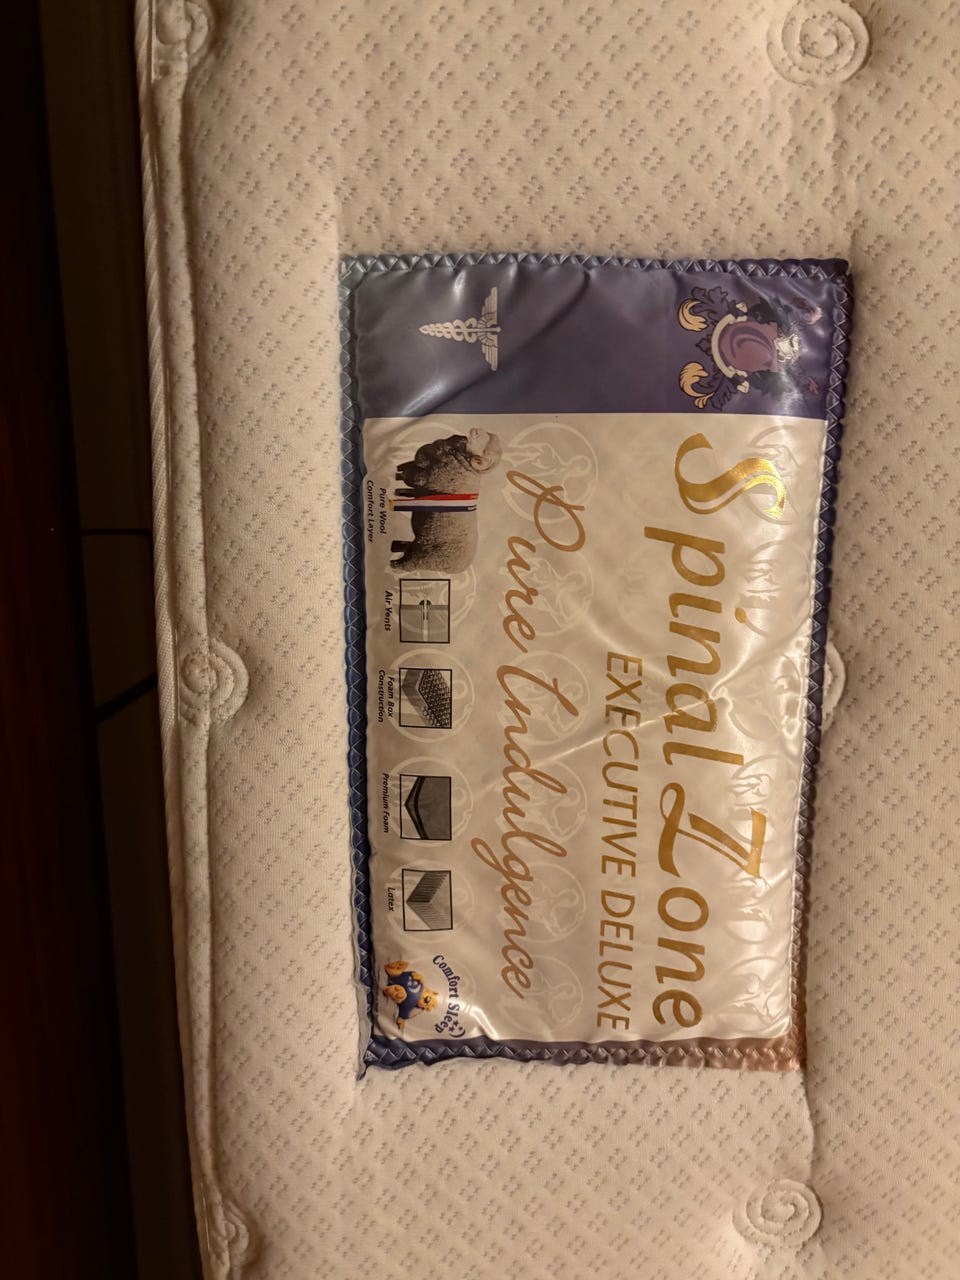 Spinal Zone
EXECUTIVE DELUXE
Pure Indulgence
Pure Wool
Comfort Layer
Air Vents
Foam Box
Construction
Premium Foam
Latex
Comfort Sleep